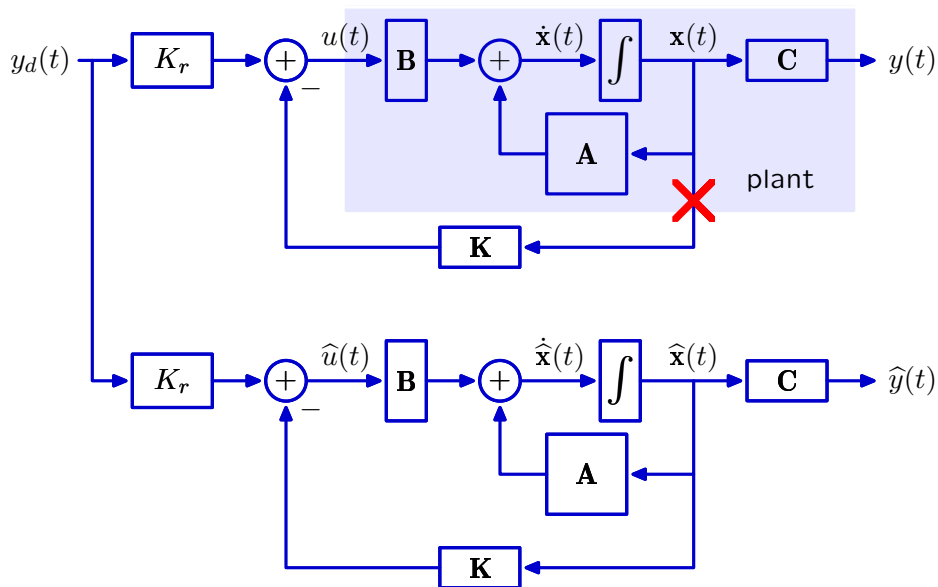 y_d(t) K_r + − u(t) B + ẋ(t) ∫ x(t) C y(t)
A
plant
K
K_r + − û(t) B + x̂̇(t) ∫ x̂(t) C ŷ(t)
A
K